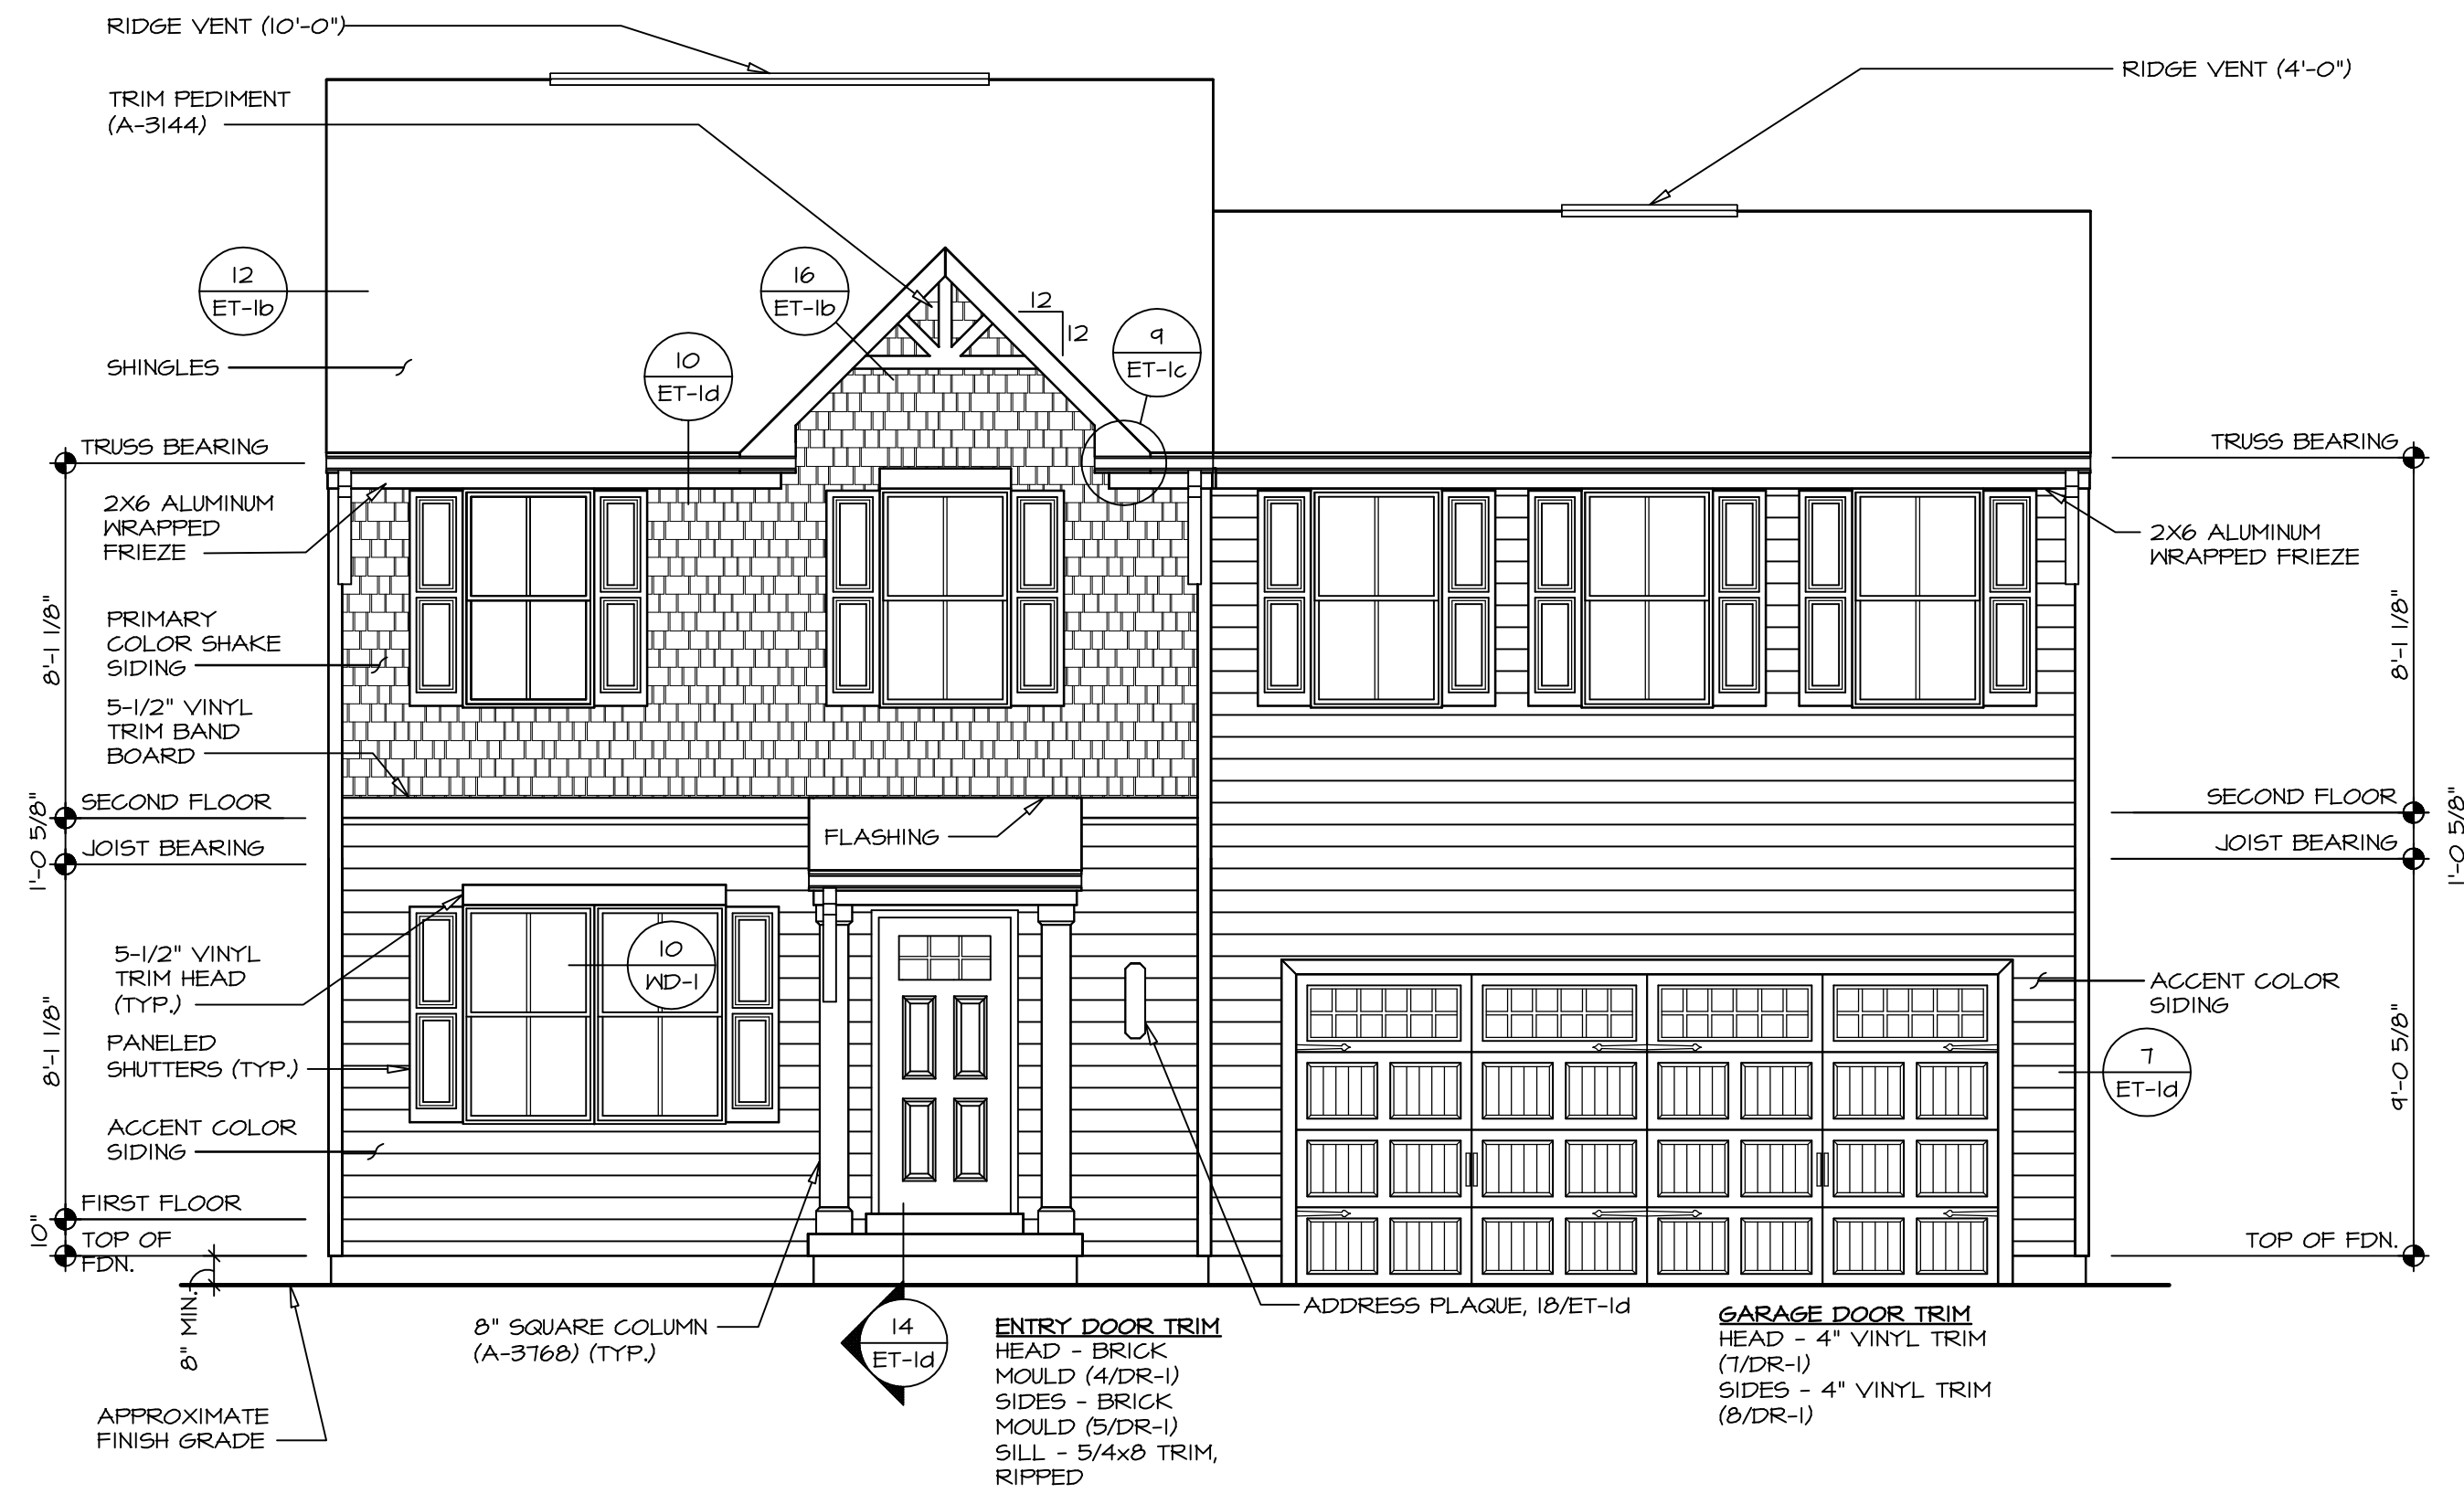 RIDGE VENT (10'-0")
RIDGE VENT (4'-0")
TRIM PEDIMENT
(A-3144)
12
ET-1b
16
ET-1b
12
12
10
ET-1d
9
ET-1c
SHINGLES
TRUSS BEARING
TRUSS BEARING
2X6 ALUMINUM
WRAPPED
FRIEZE
2X6 ALUMINUM
WRAPPED FRIEZE
8'-1 1/8"
8'-1 1/8"
PRIMARY
COLOR SHAKE
SIDING
5-1/2" VINYL
TRIM BAND
BOARD
SECOND FLOOR
SECOND FLOOR
1'-0 5/8"
1'-0 5/8"
FLASHING
JOIST BEARING
JOIST BEARING
5-1/2" VINYL
TRIM HEAD
(TYP.)
10
WD-1
ACCENT COLOR
SIDING
8'-1 1/8"
9'-0 5/8"
PANELED
SHUTTERS (TYP.)
7
ET-1d
ACCENT COLOR
SIDING
FIRST FLOOR
10"
TOP OF
FDN.
TOP OF FDN.
8" MIN.
8" SQUARE COLUMN
(A-3768) (TYP.)
14
ET-1d
ADDRESS PLAQUE, 18/ET-1d
ENTRY DOOR TRIM
HEAD - BRICK
MOULD (4/DR-1)
SIDES - BRICK
MOULD (5/DR-1)
SILL - 5/4x8 TRIM,
RIPPED
GARAGE DOOR TRIM
HEAD - 4" VINYL TRIM
(7/DR-1)
SIDES - 4" VINYL TRIM
(8/DR-1)
APPROXIMATE
FINISH GRADE